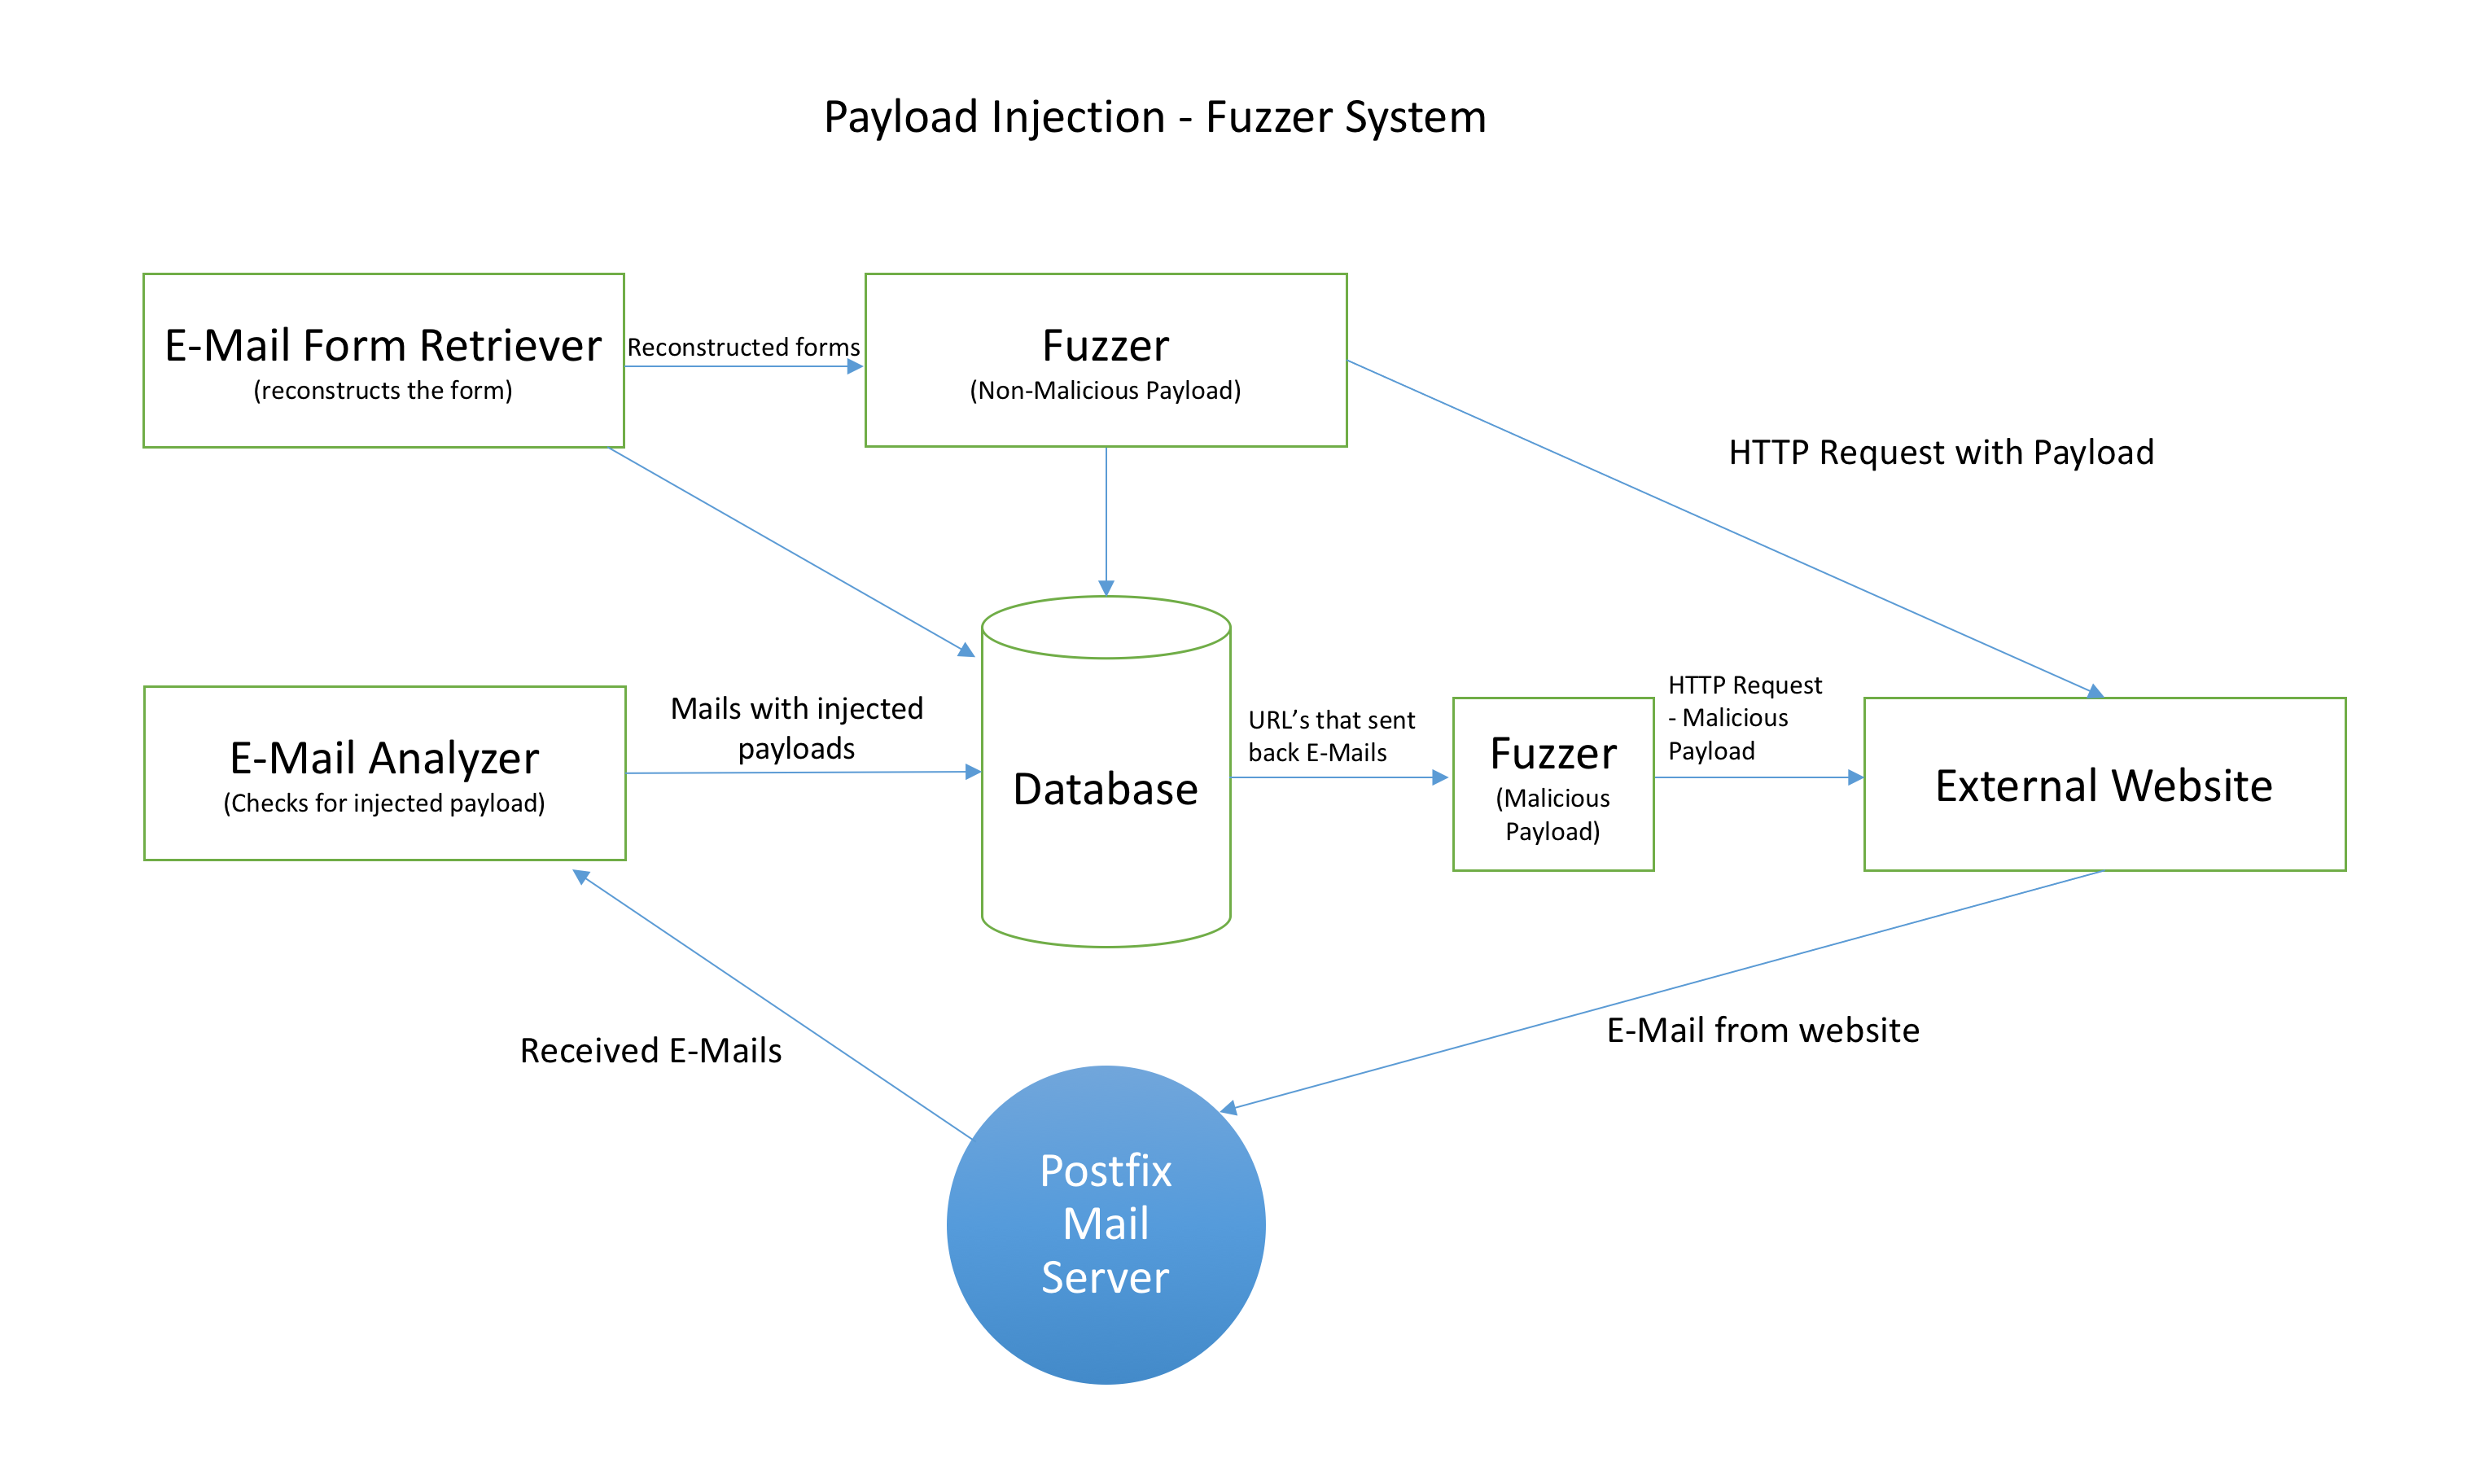 Payload Injection - Fuzzer System
E-Mail Form Retriever
(reconstructs the form)
Reconstructed forms
Fuzzer
(Non-Malicious Payload)
HTTP Request with Payload
E-Mail Analyzer
(Checks for injected payload)
Mails with injected
payloads
Database
URL’s that sent
back E-Mails
Fuzzer
(Malicious
Payload)
HTTP Request
- Malicious
Payload
External Website
Received E-Mails
E-Mail from website
Postfix
Mail
Server